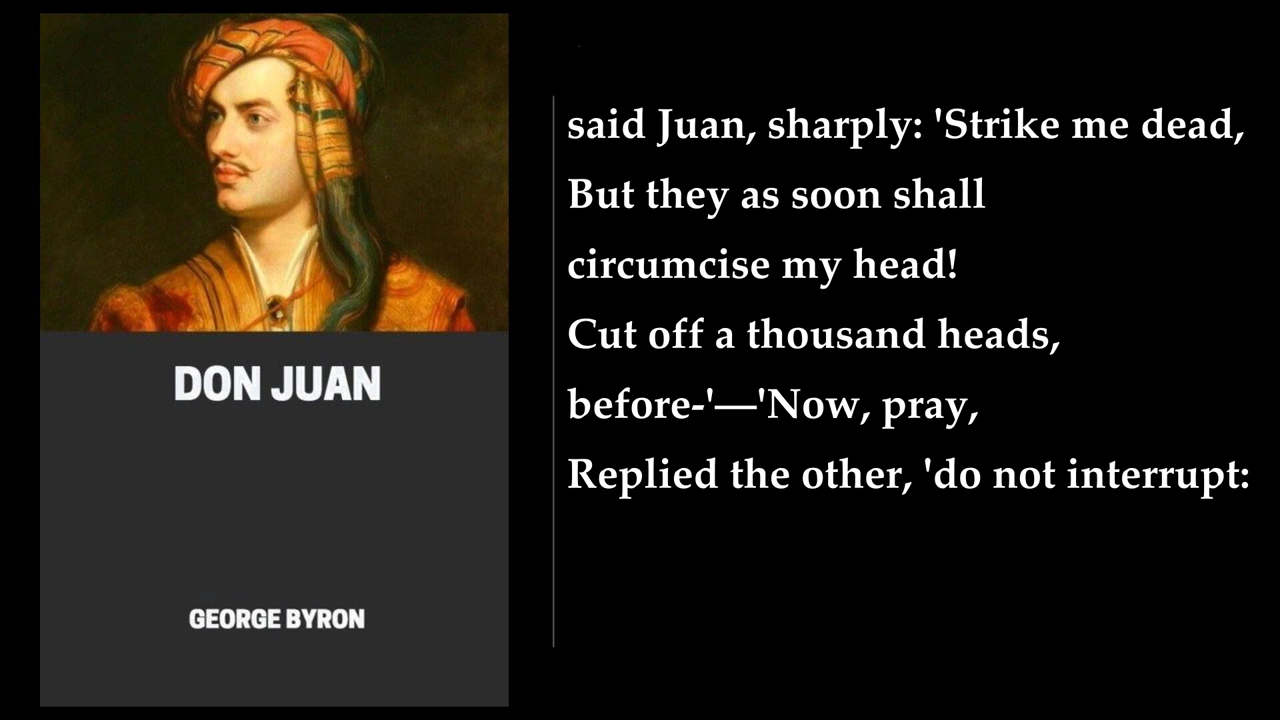 DON JUAN
GEORGE BYRON
said Juan, sharply: 'Strike me dead,
But they as soon shall
circumcise my head!
Cut off a thousand heads,
before-'—'Now, pray,
Replied the other, 'do not interrupt: